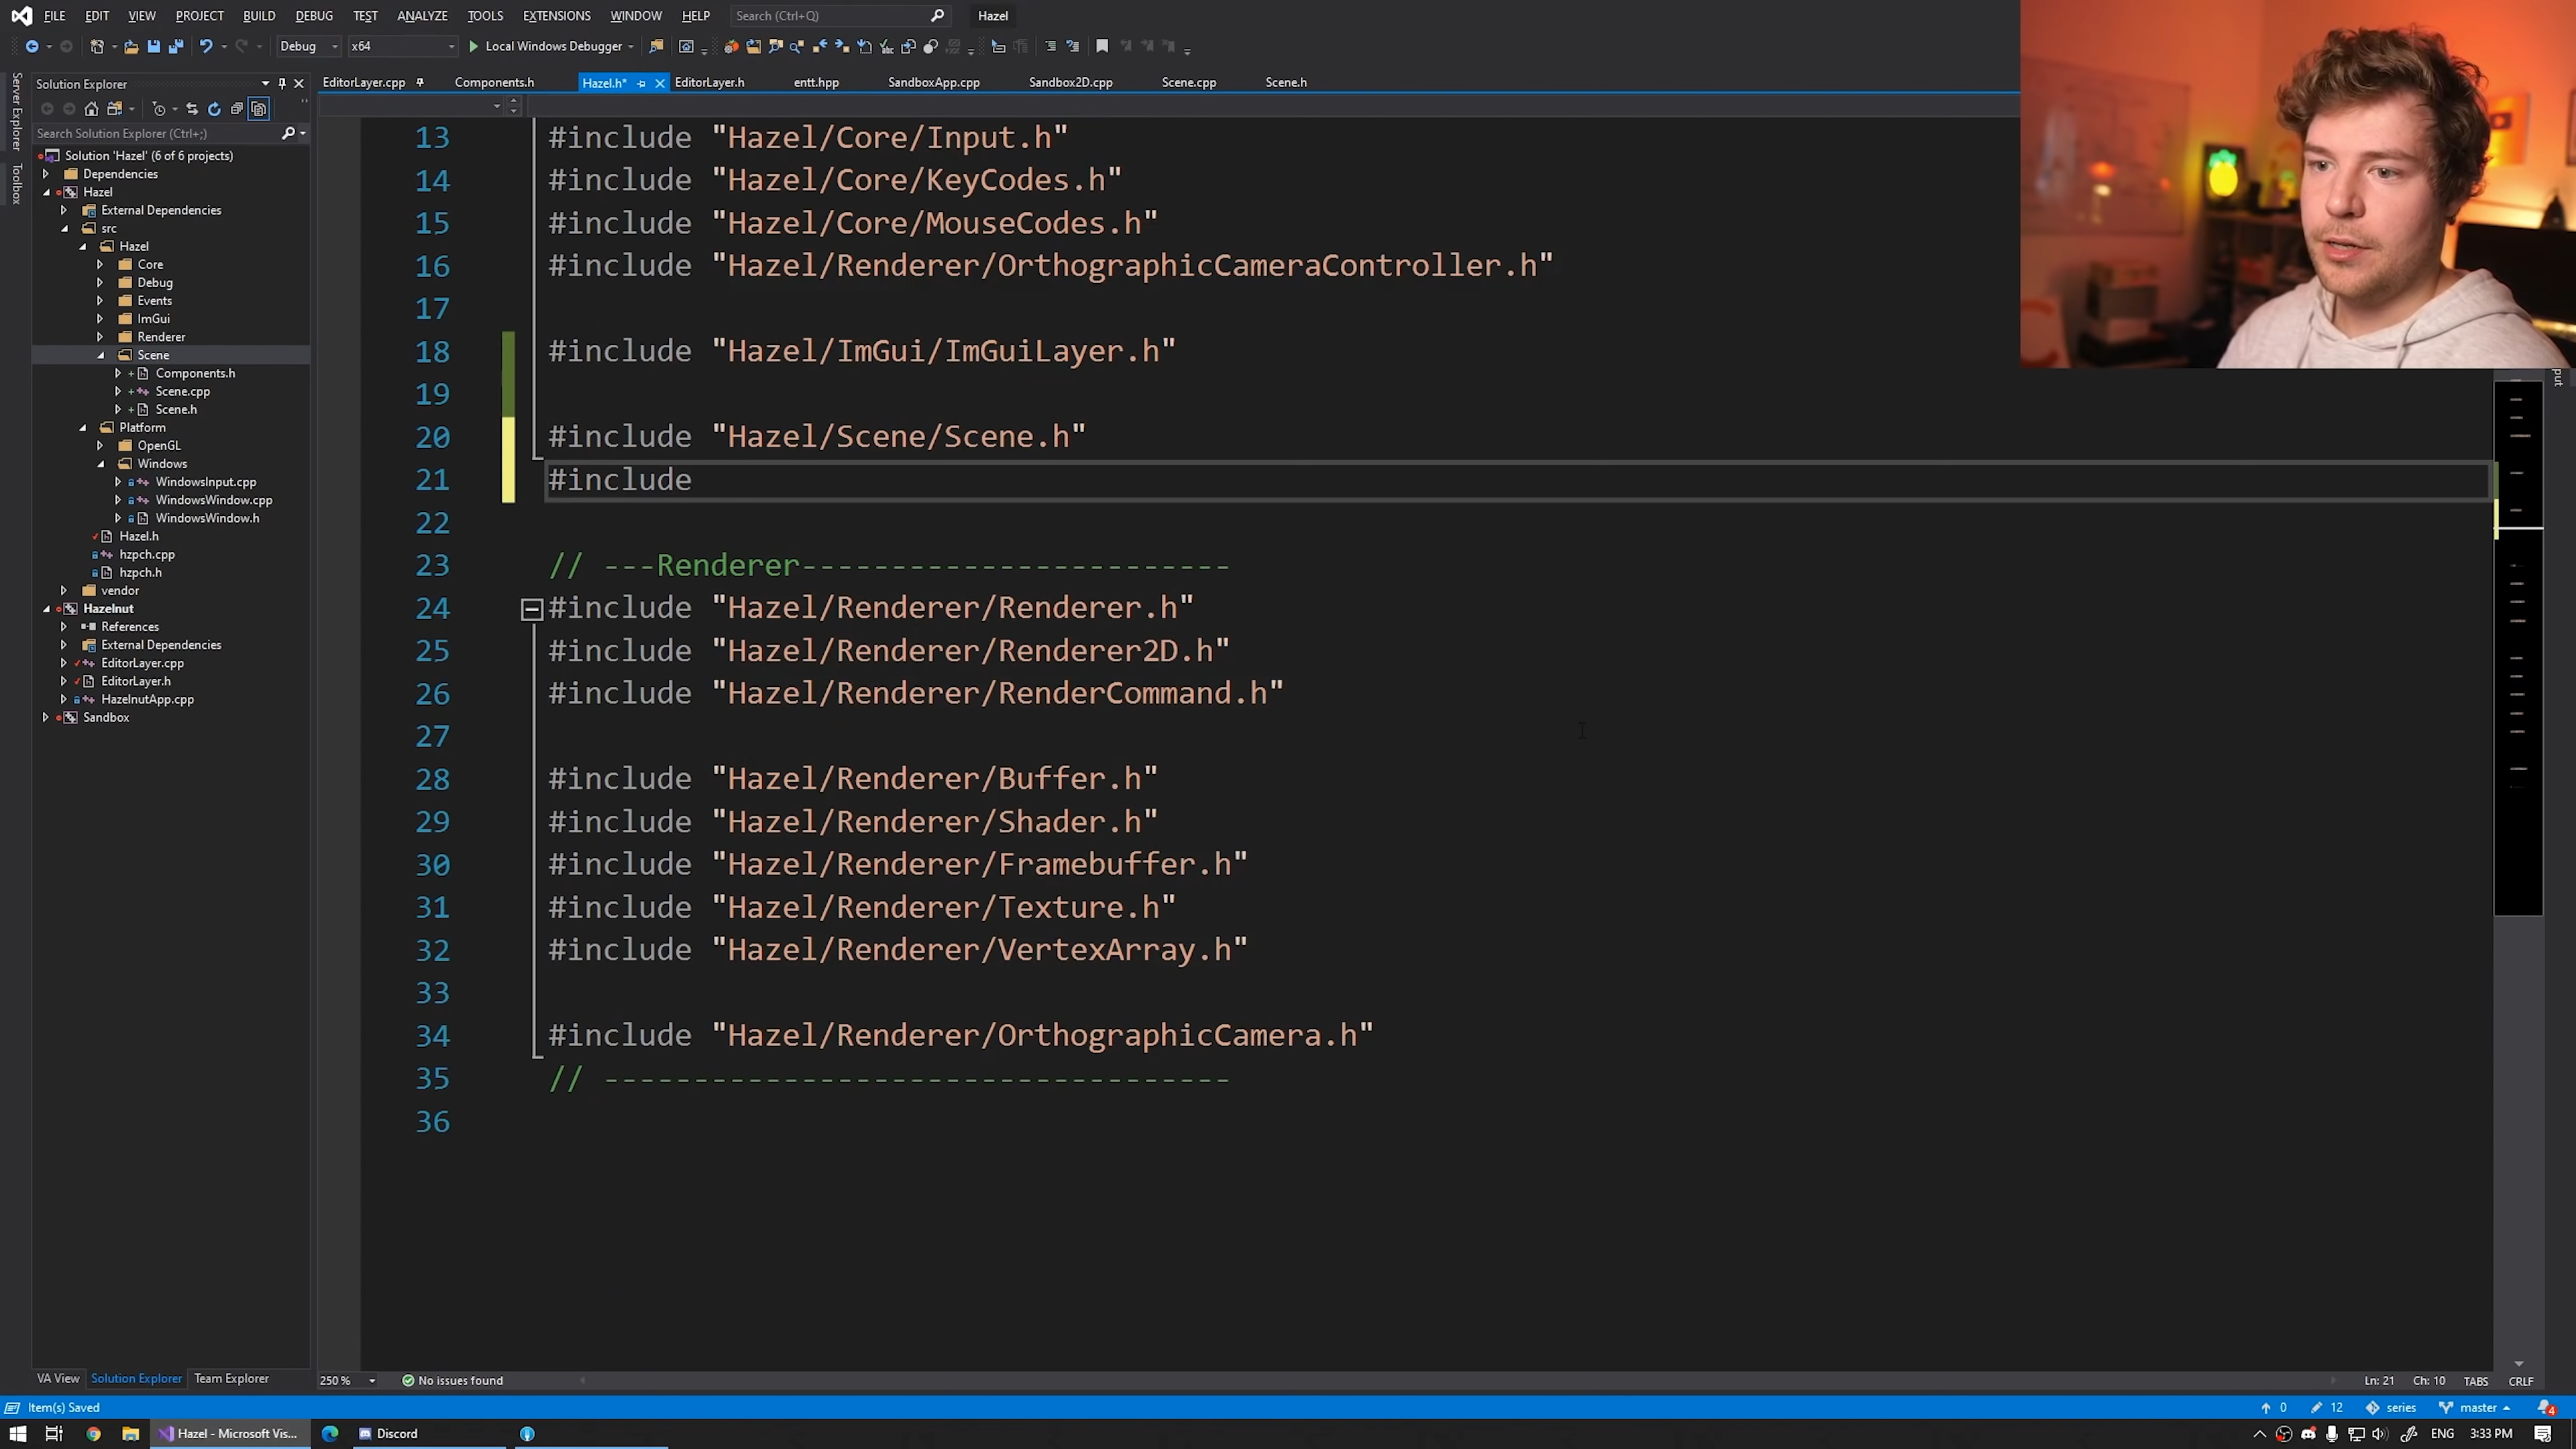 FILE EDIT VIEW PROJECT BUILD DEBUG TEST ANALYZE TOOLS EXTENSIONS WINDOW HELP Search (Ctrl+Q) Hazel
Debug x64 Local Windows Debugger
Server Explorer
Toolbox
Solution Explorer
Search Solution Explorer (Ctrl+;)
Solution 'Hazel' (6 of 6 projects)
Dependencies
Hazel
External Dependencies
src
Hazel
Core
Debug
Events
ImGui
Renderer
Scene
Components.h
Scene.cpp
Scene.h
Platform
OpenGL
Windows
WindowsInput.cpp
WindowsWindow.cpp
WindowsWindow.h
Hazel.h
hzpch.cpp
hzpch.h
vendor
Hazelnut
References
External Dependencies
EditorLayer.cpp
EditorLayer.h
HazelnutApp.cpp
Sandbox
VA View Solution Explorer Team Explorer
EditorLayer.cpp Components.h Hazel.h* EditorLayer.h entt.hpp SandboxApp.cpp Sandbox2D.cpp Scene.cpp Scene.h
13 #include "Hazel/Core/Input.h"
14 #include "Hazel/Core/KeyCodes.h"
15 #include "Hazel/Core/MouseCodes.h"
16 #include "Hazel/Renderer/OrthographicCameraController.h"
17
18 #include "Hazel/ImGui/ImGuiLayer.h"
19
20 #include "Hazel/Scene/Scene.h"
21 #include
22
23 // ---Renderer------------------------
24 #include "Hazel/Renderer/Renderer.h"
25 #include "Hazel/Renderer/Renderer2D.h"
26 #include "Hazel/Renderer/RenderCommand.h"
27
28 #include "Hazel/Renderer/Buffer.h"
29 #include "Hazel/Renderer/Shader.h"
30 #include "Hazel/Renderer/Framebuffer.h"
31 #include "Hazel/Renderer/Texture.h"
32 #include "Hazel/Renderer/VertexArray.h"
33
34 #include "Hazel/Renderer/OrthographicCamera.h"
35 // -----------------------------------
36
250 % No issues found Ln: 21 Ch: 10 TABS CRLF
Item(s) Saved 0 12 series master 4
Hazel - Microsoft Vis... Discord ENG 3:33 PM